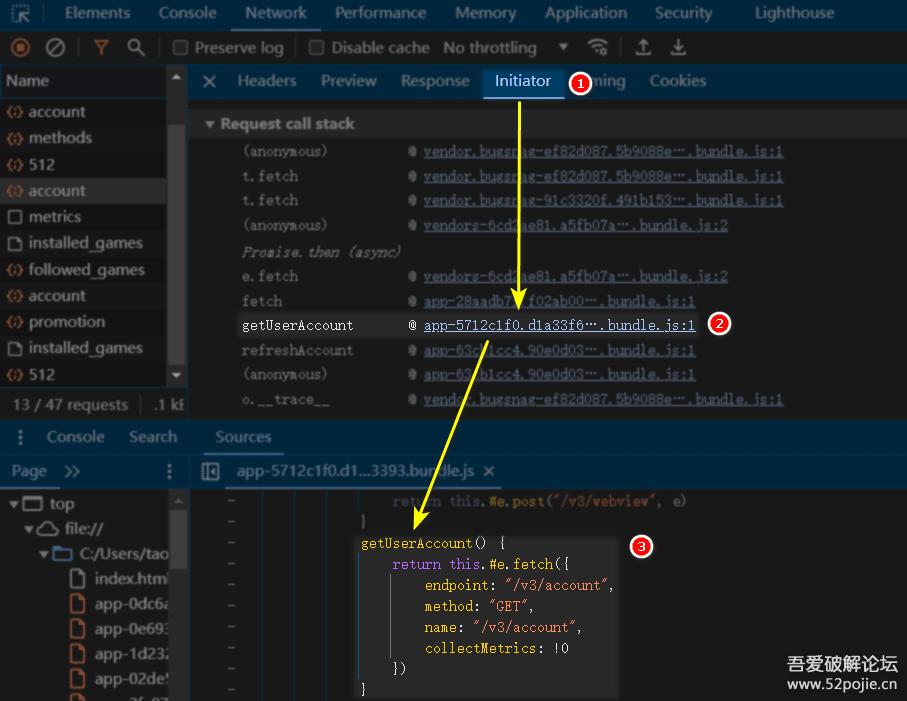 Elements Console Network Performance Memory Application Security Lighthouse
Preserve log Disable cache No throttling
Name Headers Preview Response Initiator 1 ming Cookies
account
methods
512
account
metrics
installed_games
followed_games
account
promotion
installed_games
512
13 / 47 requests .1 kE
Request call stack
(anonymous) @ vendor.bugsnag-ef82d087.5b9088e….bundle.js:1
t.fetch @ vendor.bugsnag-ef82d087.5b9088e….bundle.js:1
t.fetch @ vendor.bugsnag-91c3320f.491b153….bundle.js:1
(anonymous) @ vendors-6cd2ae81.a5fb07a….bundle.js:2
Promise.then (async)
e.fetch @ vendors-6cd2ae81.a5fb07a….bundle.js:2
fetch @ .bundle.js:1
getUserAccount @ app-5712c1f0.d1a33f6….bundle.js:1 2
refreshAccount @ app-63cb1cc4.90e0d03….bundle.js:1
(anonymous) @ app-63cb1cc4.90e0d03….bundle.js:1
o.__trace__ @ vendor.bugsnag-ef82d087.5b9088e….bundle.js:1
Console Search Sources
Page » app-5712c1f0.d1...3393.bundle.js
top
file://
C:/Users/tao
index.html
app-0dc6a
app-0e693
app-1d232
app-02de5
return this.#e.post("/v3/webview", e)
}
getUserAccount() { 3
return this.#e.fetch({
endpoint: "/v3/account",
method: "GET",
name: "/v3/account",
collectMetrics: !0
})
}
吾爱破解论坛
www.52pojie.cn